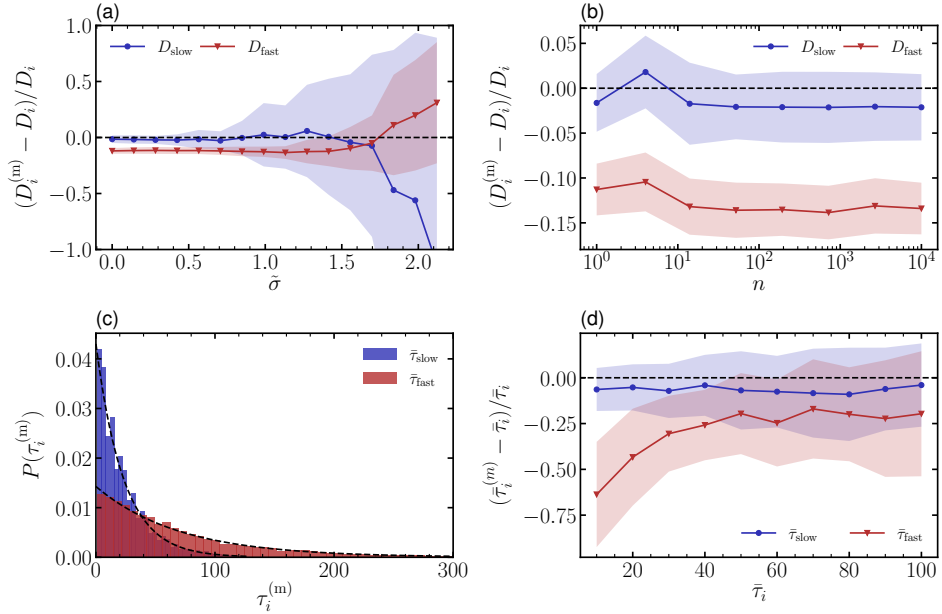 (a)
D_slow D_fast
1.0
0.5
0.0
−0.5
−1.0
(D_i^(m) − D_i)/D_i
0.0 0.5 1.0 1.5 2.0
σ̃
(b)
D_slow D_fast
0.05
0.00
−0.05
−0.10
−0.15
(D_i^(m) − D_i)/D_i
10^0 10^1 10^2 10^3 10^4
n
(c)
τ̄_slow
τ̄_fast
0.04
0.03
0.02
0.01
0.00
P(τ_i^(m))
0 100 200 300
τ_i^(m)
(d)
0.00
−0.25
−0.50
−0.75
(τ̄_i^(m) − τ̄_i)/τ̄_i
τ̄_slow τ̄_fast
20 40 60 80 100
τ̄_i